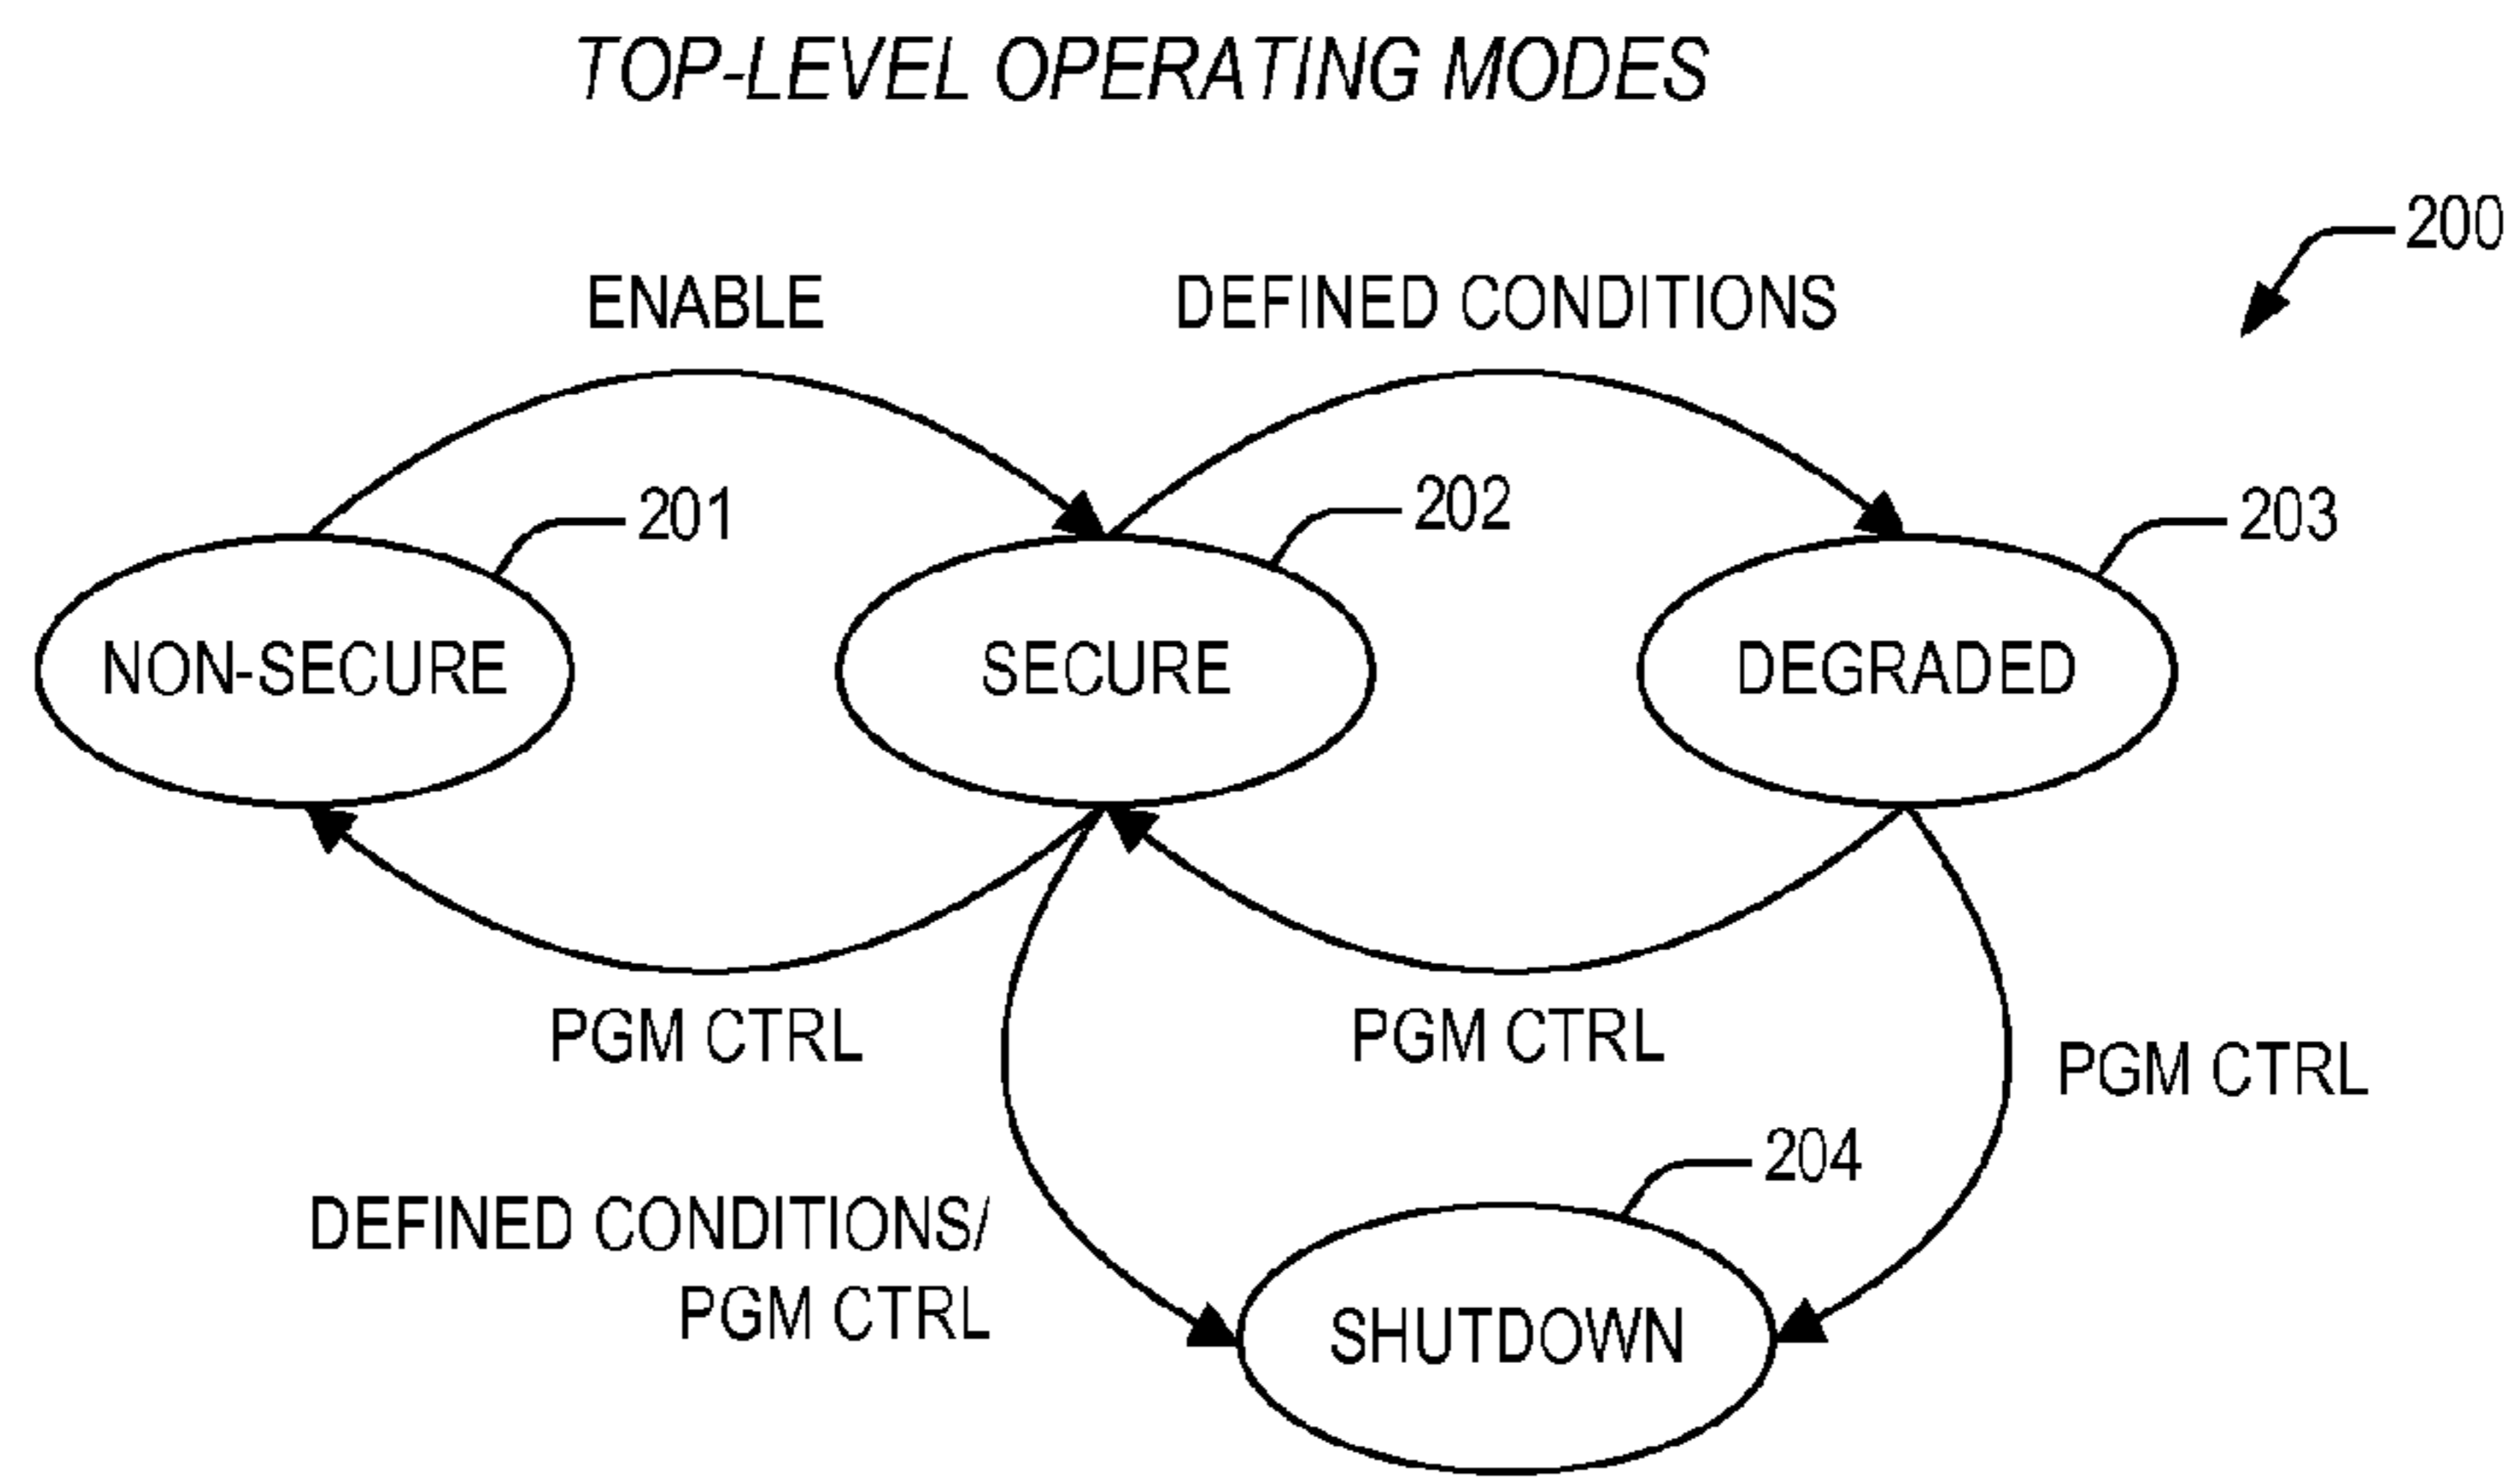 TOP-LEVEL OPERATING MODES
200
ENABLE
DEFINED CONDITIONS
201
202
203
NON-SECURE
SECURE
DEGRADED
PGM CTRL
PGM CTRL
PGM CTRL
204
DEFINED CONDITIONS/
PGM CTRL
SHUTDOWN